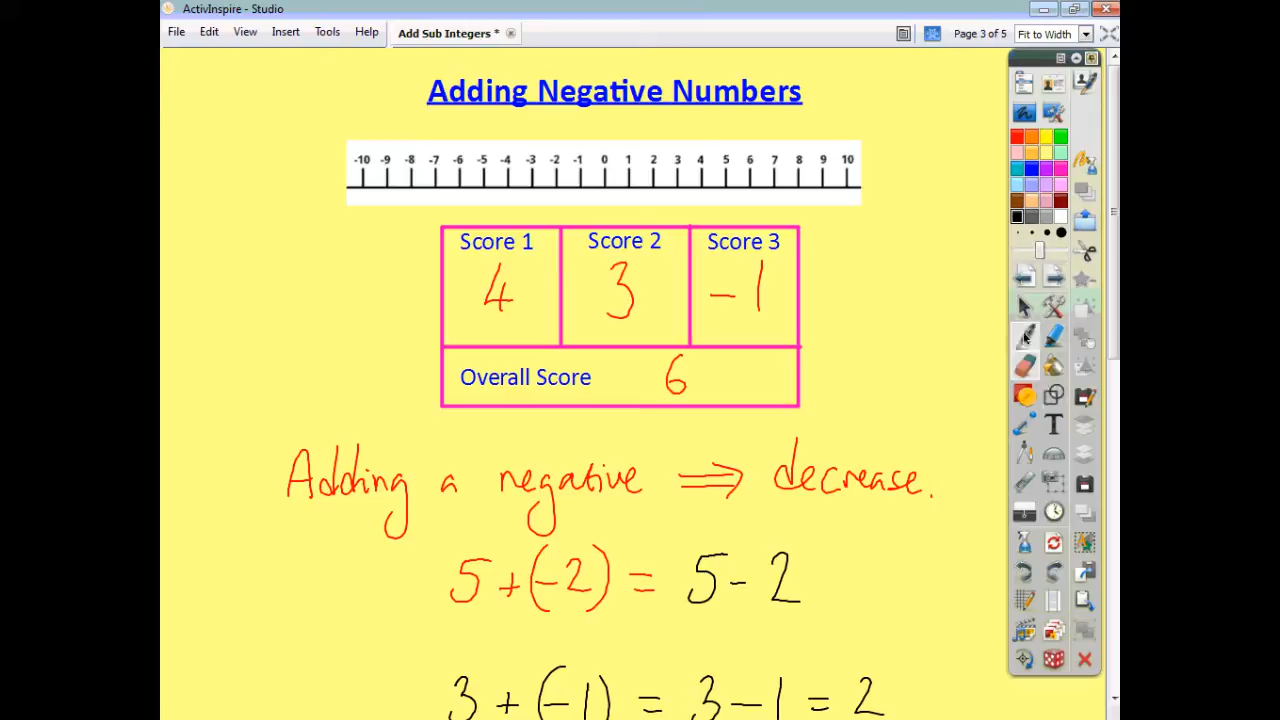 ActivInspire - Studio
File Edit View Insert Tools Help Add Sub Integers * Page 3 of 5 Fit to Width
Adding Negative Numbers
-10 -9 -8 -7 -6 -5 -4 -3 -2 -1 0 1 2 3 4 5 6 7 8 9 10
Score 1 Score 2 Score 3
4 3 -1
Overall Score 6
Adding a negative ⟹ decrease.
5 + (-2) = 5 - 2
3 + (-1) = 3 - 1 = 2